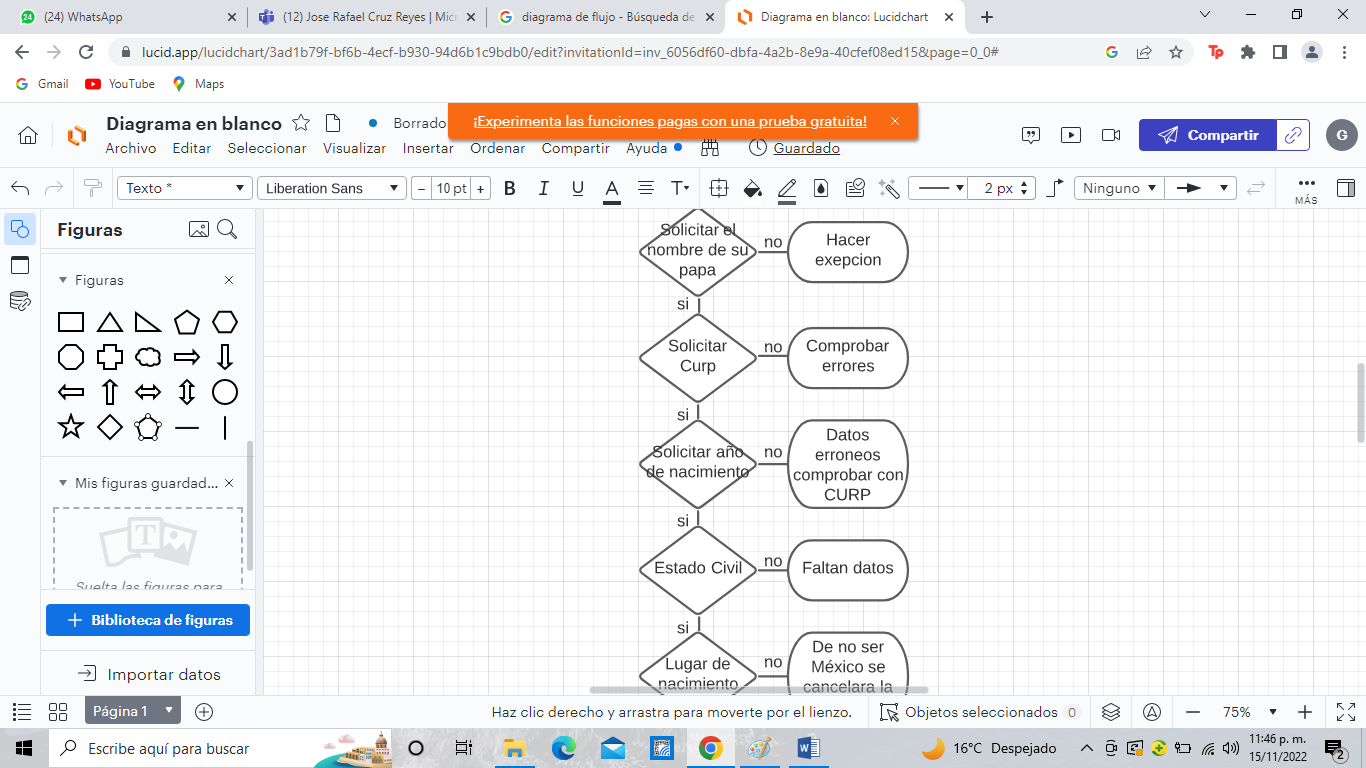 (24) WhatsApp
(12) Jose Rafael Cruz Reyes | Micr
diagrama de flujo - Búsqueda de
Diagrama en blanco: Lucidchart
lucid.app/lucidchart/3ad1b79f-bf6b-4ecf-b930-94d6b1c9bdb0/edit?invitationId=inv_6056df60-dbfa-4a2b-8e9a-40cfef08ed15&page=0_0#
Gmail YouTube Maps
Diagrama en blanco
Borrado
¡Experimenta las funciones pagas con una prueba gratuita!
Archivo Editar Seleccionar Visualizar Insertar Ordenar Compartir Ayuda Guardado
Compartir
G
Texto *
Liberation Sans
10 pt
B I U A T
2 px
Ninguno
MÁS
Figuras
Figuras
Mis figuras guardad...
Suelta las figuras para
Biblioteca de figuras
Importar datos
Solicitar el
nombre de su
papa
no
Hacer
exepcion
si
Solicitar
Curp
no
Comprobar
errores
si
Solicitar año
de nacimiento
no
Datos
erroneos
comprobar con
CURP
si
Estado Civil
no
Faltan datos
si
Lugar de
nacimiento
no
De no ser
México se
cancelara la
Página 1
Haz clic derecho y arrastra para moverte por el lienzo.
Objetos seleccionados 0
75%
Escribe aquí para buscar
16°C Despejado
11:46 p. m.
15/11/2022
2